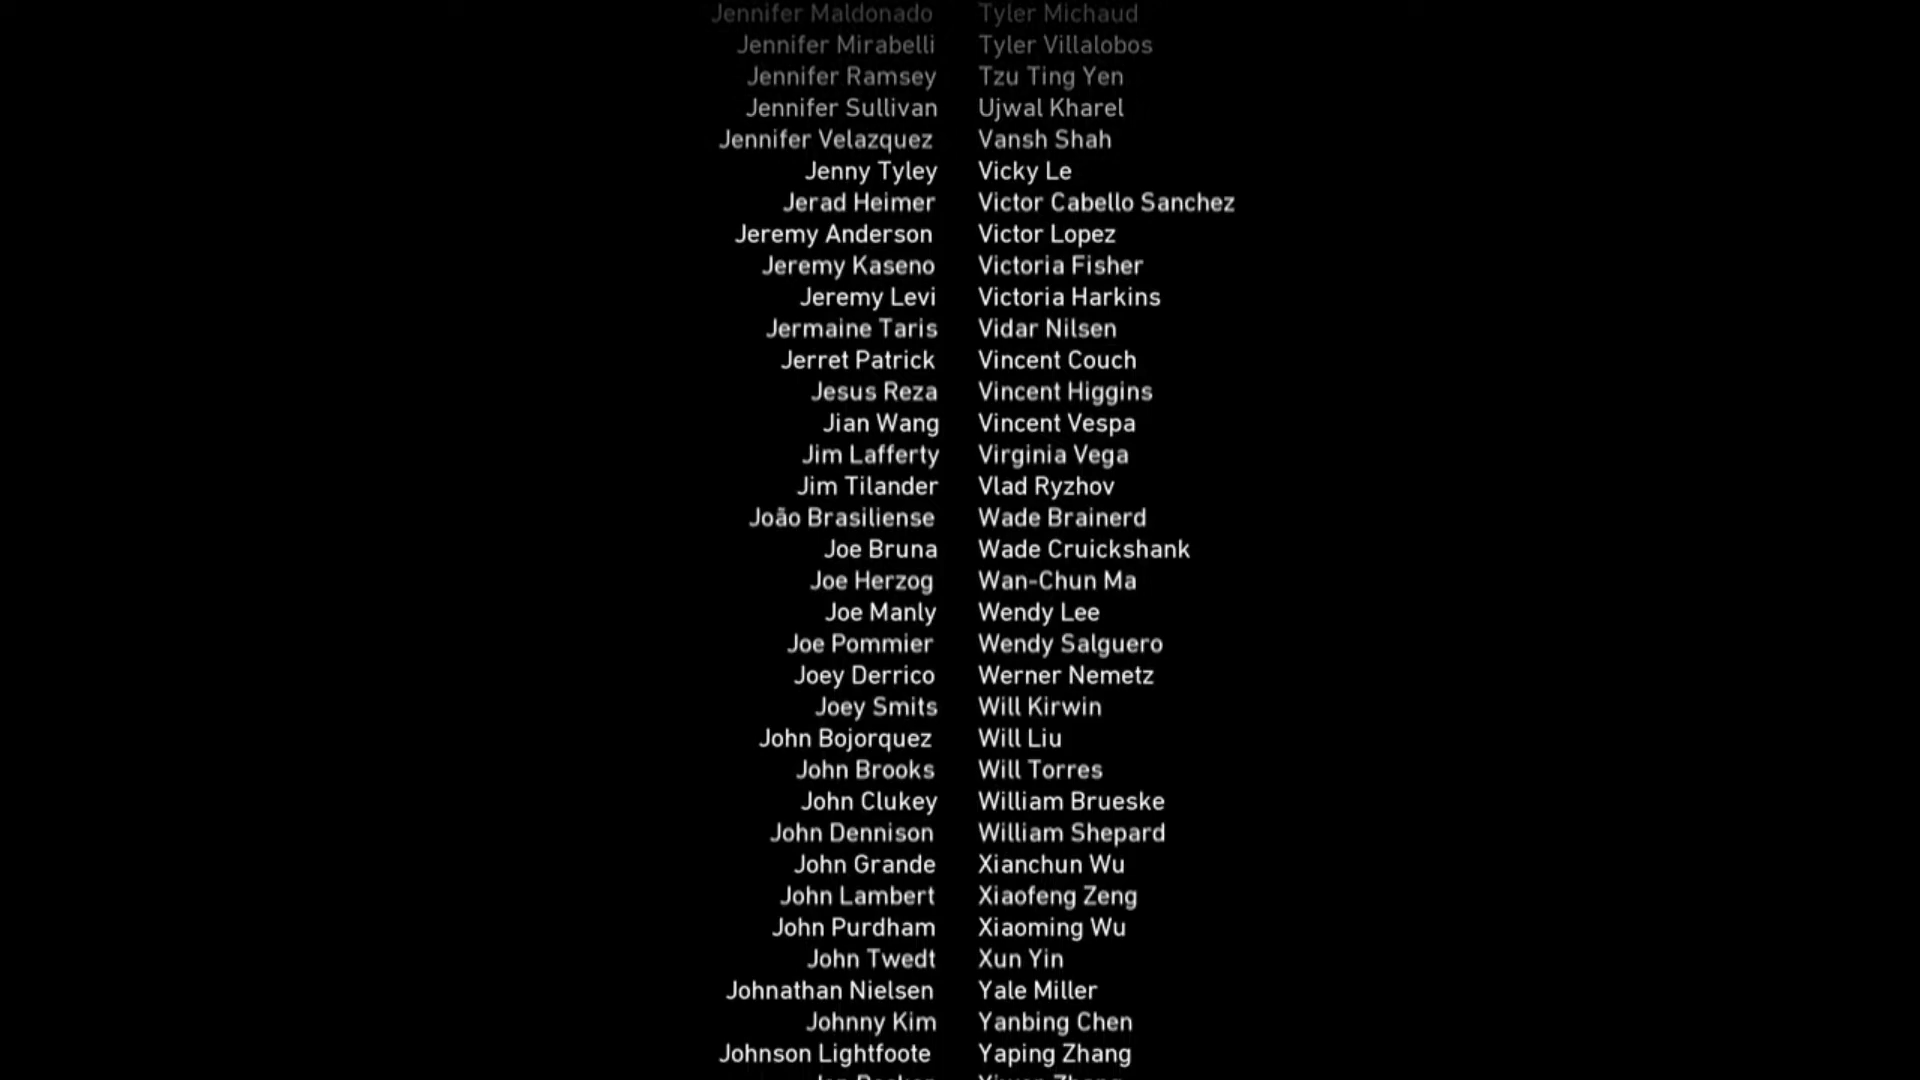 Jennifer Maldonado Tyler Michaud
Jennifer Mirabelli Tyler Villalobos
Jennifer Ramsey Tzu Ting Yen
Jennifer Sullivan Ujwal Kharel
Jennifer Velazquez Vansh Shah
Jenny Tyley Vicky Le
Jerad Heimer Victor Cabello Sanchez
Jeremy Anderson Victor Lopez
Jeremy Kaseno Victoria Fisher
Jeremy Levi Victoria Harkins
Jermaine Taris Vidar Nilsen
Jerret Patrick Vincent Couch
Jesus Reza Vincent Higgins
Jian Wang Vincent Vespa
Jim Lafferty Virginia Vega
Jim Tilander Vlad Ryzhov
João Brasiliense Wade Brainerd
Joe Bruna Wade Cruickshank
Joe Herzog Wan-Chun Ma
Joe Manly Wendy Lee
Joe Pommier Wendy Salguero
Joey Derrico Werner Nemetz
Joey Smits Will Kirwin
John Bojorquez Will Liu
John Brooks Will Torres
John Clukey William Brueske
John Dennison William Shepard
John Grande Xianchun Wu
John Lambert Xiaofeng Zeng
John Purdham Xiaoming Wu
John Twedt Xun Yin
Johnathan Nielsen Yale Miller
Johnny Kim Yanbing Chen
Johnson Lightfoote Yaping Zhang